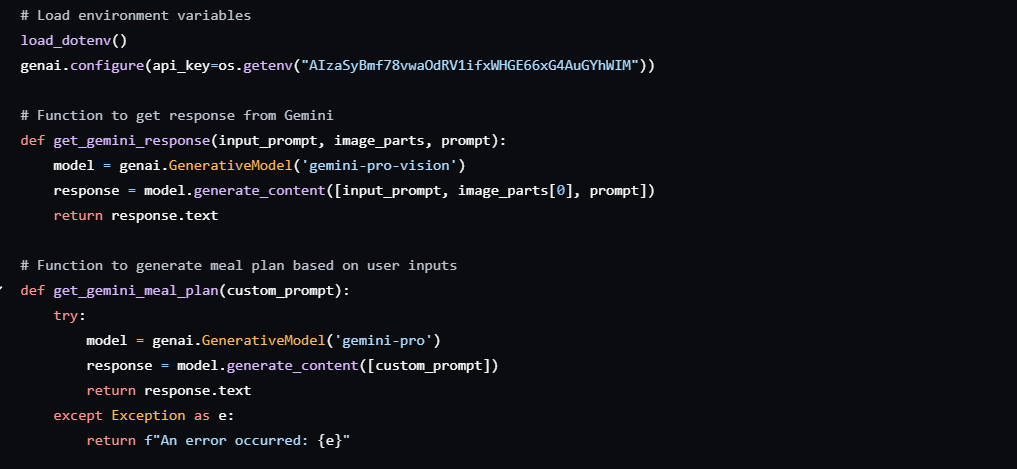 # Load environment variables
load_dotenv()
genai.configure(api_key=os.getenv("AIzaSyBmf78vwaOdRV1ifxWHGE66xG4AuGYhWIM"))
# Function to get response from Gemini
def get_gemini_response(input_prompt, image_parts, prompt):
    model = genai.GenerativeModel('gemini-pro-vision')
    response = model.generate_content([input_prompt, image_parts[0], prompt])
    return response.text
# Function to generate meal plan based on user inputs
def get_gemini_meal_plan(custom_prompt):
    try:
        model = genai.GenerativeModel('gemini-pro')
        response = model.generate_content([custom_prompt])
        return response.text
    except Exception as e:
        return f"An error occurred: {e}"